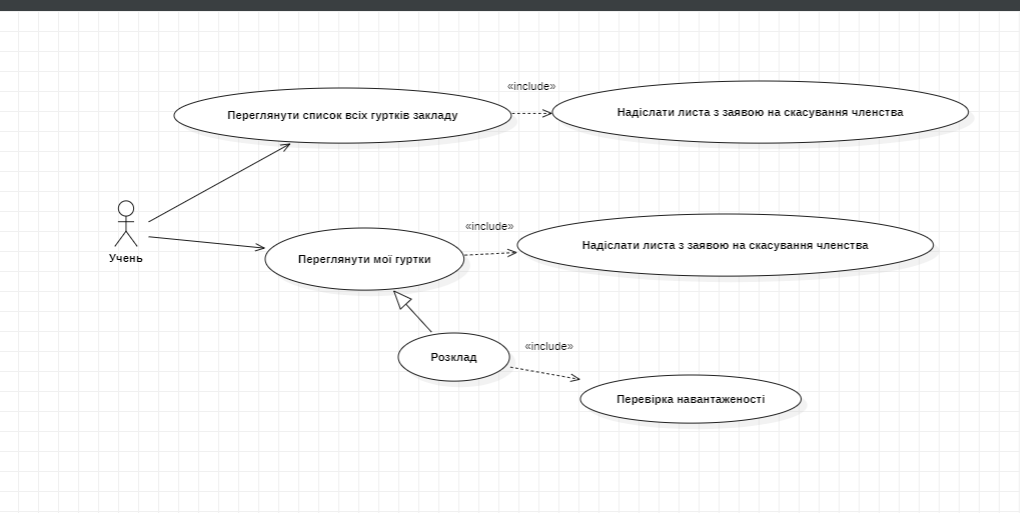 «include»
Переглянути список всіх гуртків закладу
Надіслати листа з заявою на скасування членства
Учень
«include»
Переглянути мої гуртки
Надіслати листа з заявою на скасування членства
«include»
Розклад
Перевірка навантаженості